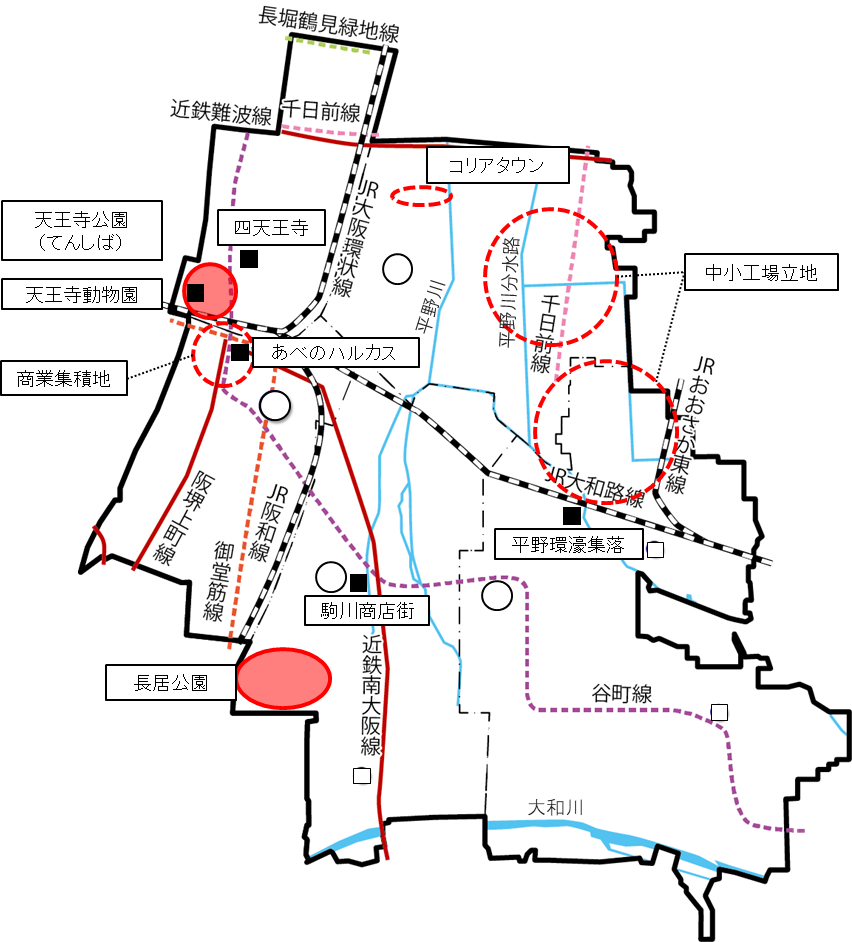 長堀鶴見緑地線
近鉄難波線
千日前線
コリアタウン
天王寺公園
（てんしば）
四天王寺
JR大阪環状線
平野川
平野川分水路
千日前線
中小工場立地
天王寺動物園
あべのハルカス
商業集積地
JRおおさか東線
JR大和路線
阪堺上町線
御堂筋線
JR阪和線
平野環濠集落
駒川商店街
近鉄南大阪線
長居公園
谷町線
大和川